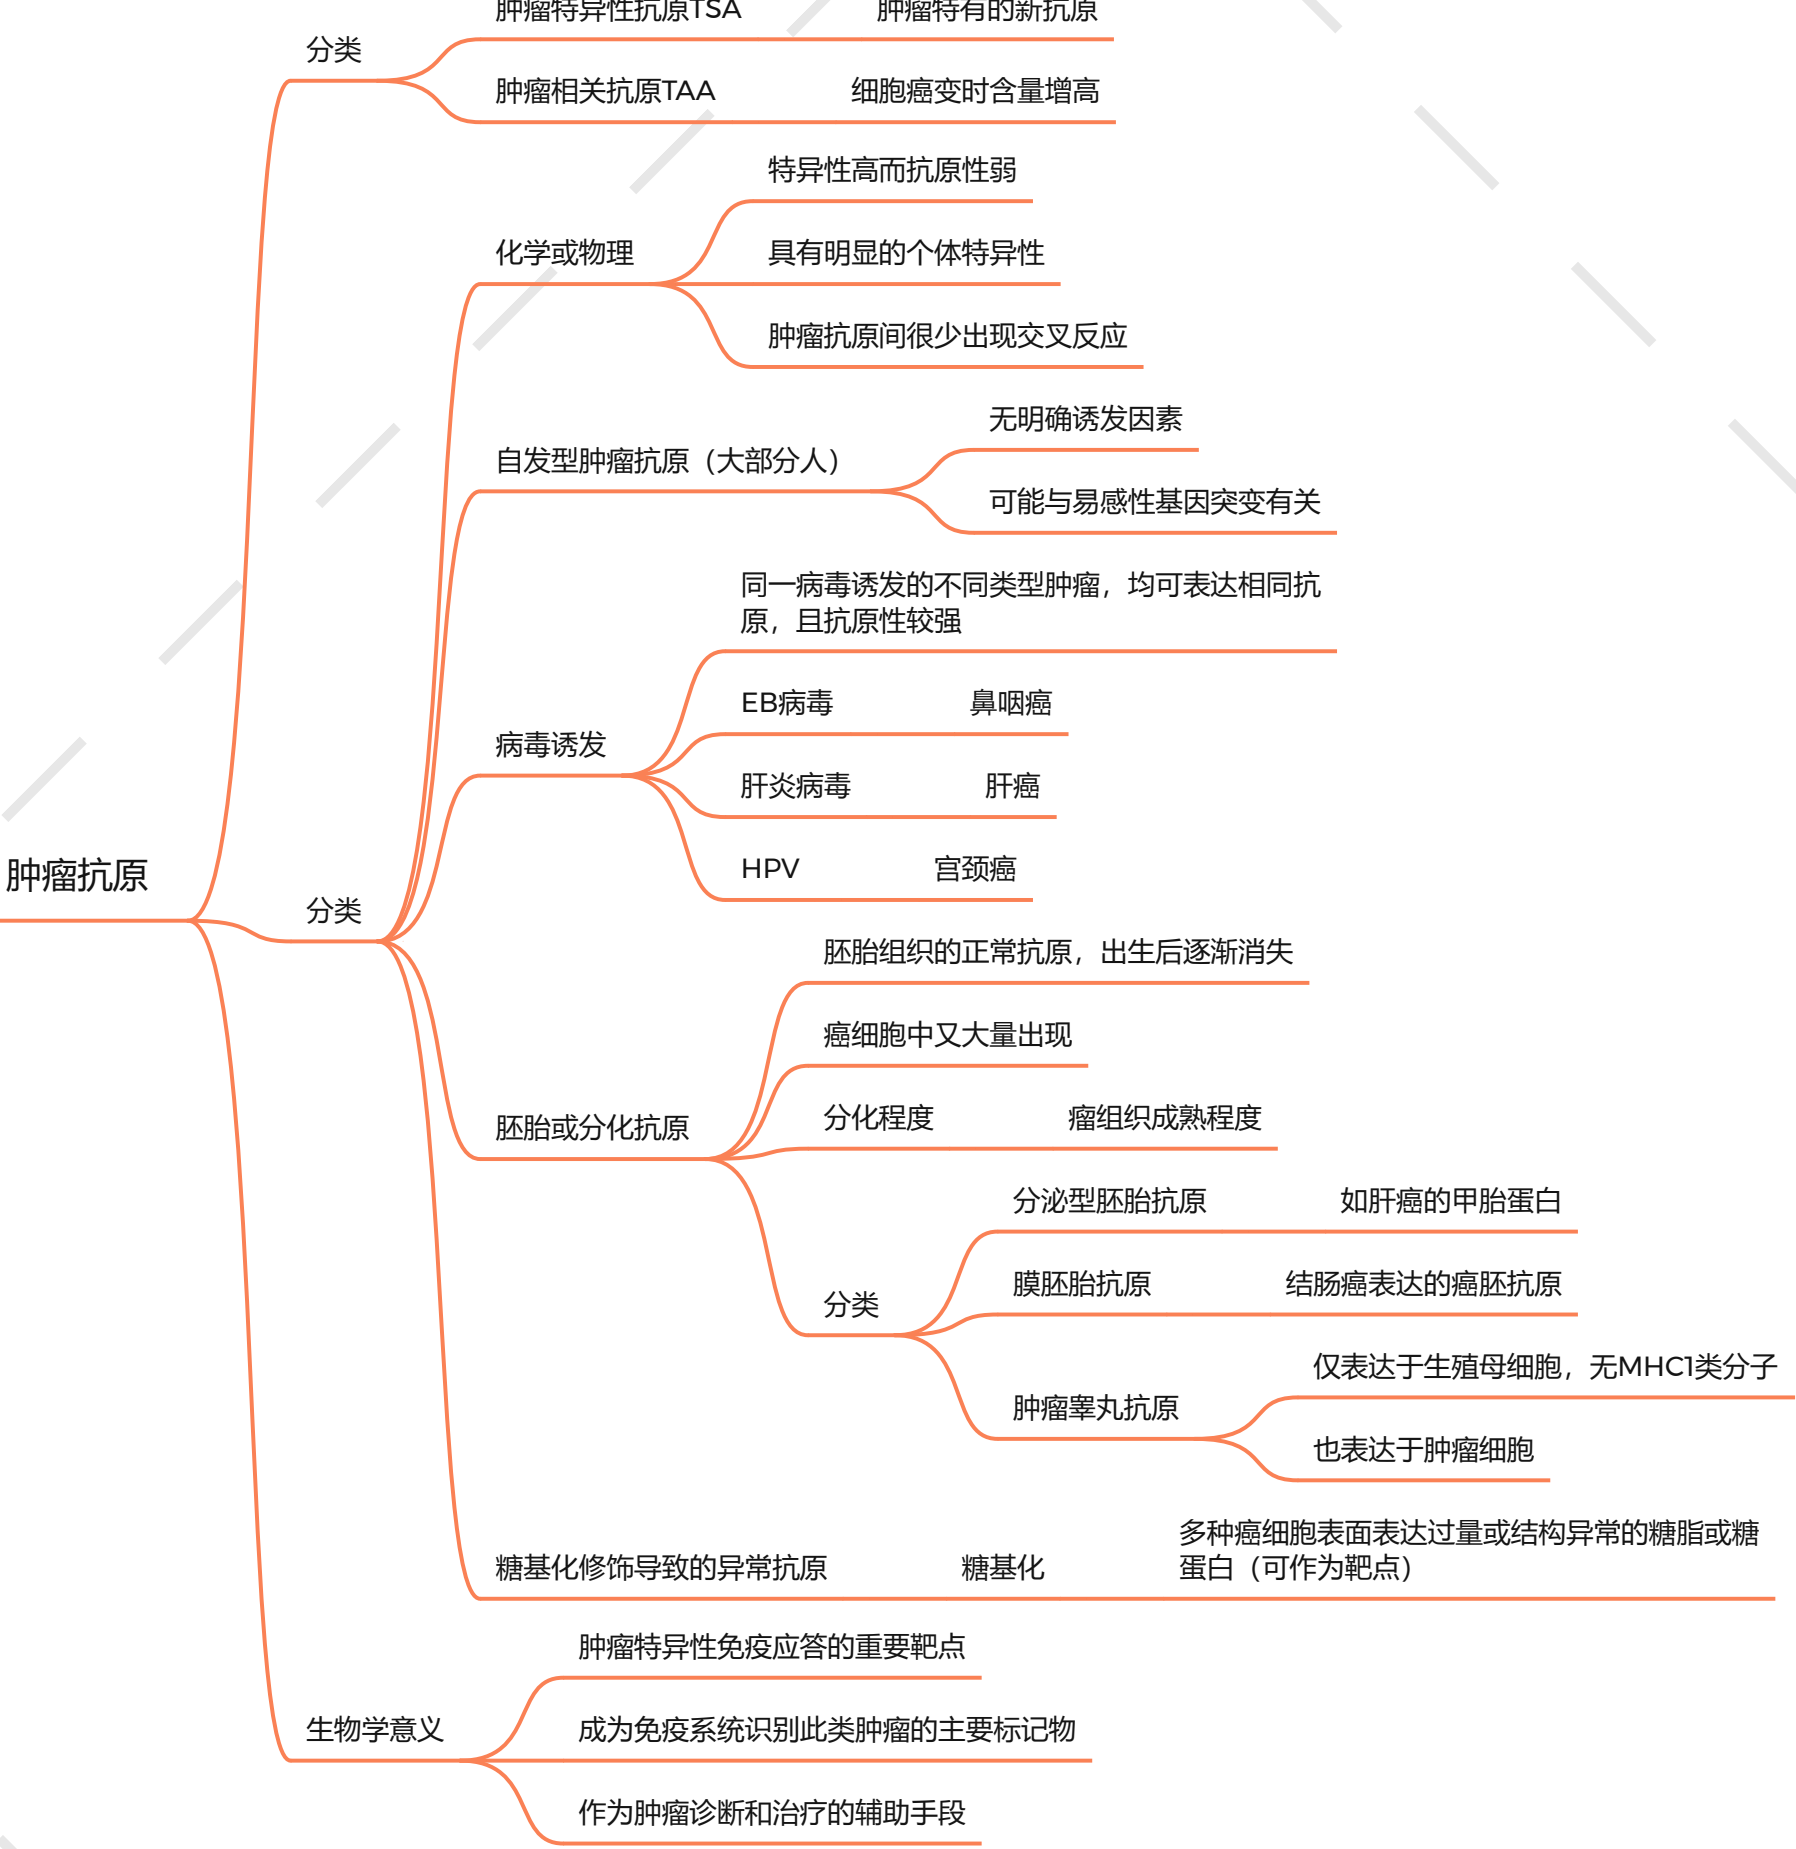 肿瘤特异性抗原TSA 肿瘤特有的新抗原
分类
肿瘤相关抗原TAA 细胞癌变时含量增高
特异性高而抗原性弱
化学或物理 具有明显的个体特异性
肿瘤抗原间很少出现交叉反应
无明确诱发因素
自发型肿瘤抗原（大部分人）
可能与易感性基因突变有关
同一病毒诱发的不同类型肿瘤，均可表达相同抗
原，且抗原性较强
EB病毒 鼻咽癌
病毒诱发
肝炎病毒 肝癌
HPV 宫颈癌
肿瘤抗原
分类
胚胎组织的正常抗原，出生后逐渐消失
癌细胞中又大量出现
胚胎或分化抗原
分化程度 瘤组织成熟程度
分泌型胚胎抗原 如肝癌的甲胎蛋白
膜胚胎抗原 结肠癌表达的癌胚抗原
分类
仅表达于生殖母细胞，无MHC1类分子
肿瘤睾丸抗原
也表达于肿瘤细胞
多种癌细胞表面表达过量或结构异常的糖脂或糖
蛋白（可作为靶点）
糖基化修饰导致的异常抗原 糖基化
肿瘤特异性免疫应答的重要靶点
生物学意义 成为免疫系统识别此类肿瘤的主要标记物
作为肿瘤诊断和治疗的辅助手段